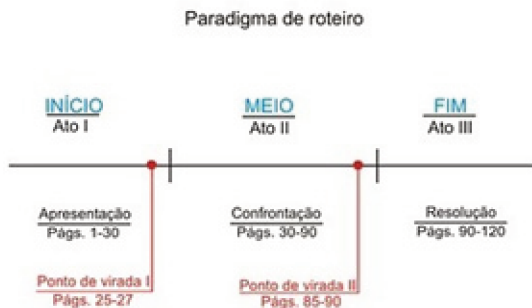 Paradigma de roteiro
INÍCIO
Ato I
MEIO
Ato II
FIM
Ato III
Apresentação
Págs. 1-30
Confrontação
Págs. 30-90
Resolução
Págs. 90-120
Ponto de virada I
Págs. 25-27
Ponto de virada II
Págs. 85-90